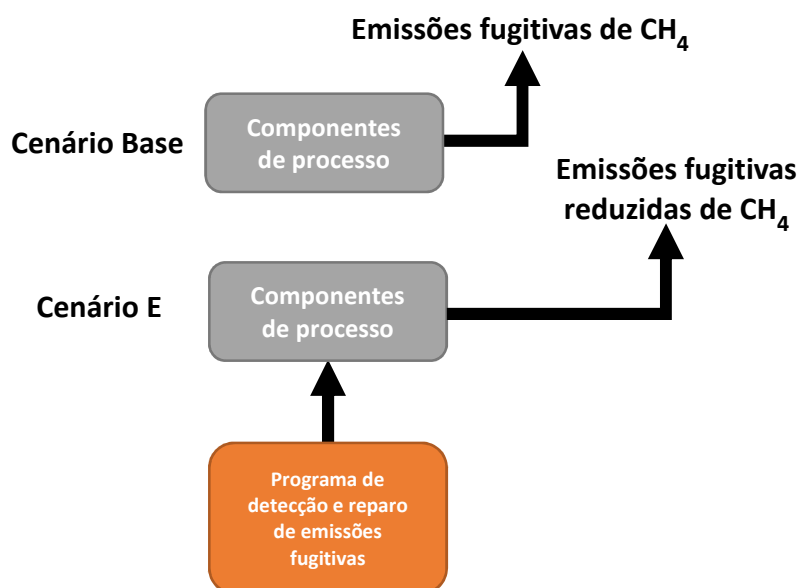 Emissões fugitivas de CH₄
Cenário Base
Componentes
de processo
Emissões fugitivas
reduzidas de CH₄
Cenário E
Componentes
de processo
Programa de
detecção e reparo
de emissões
fugitivas